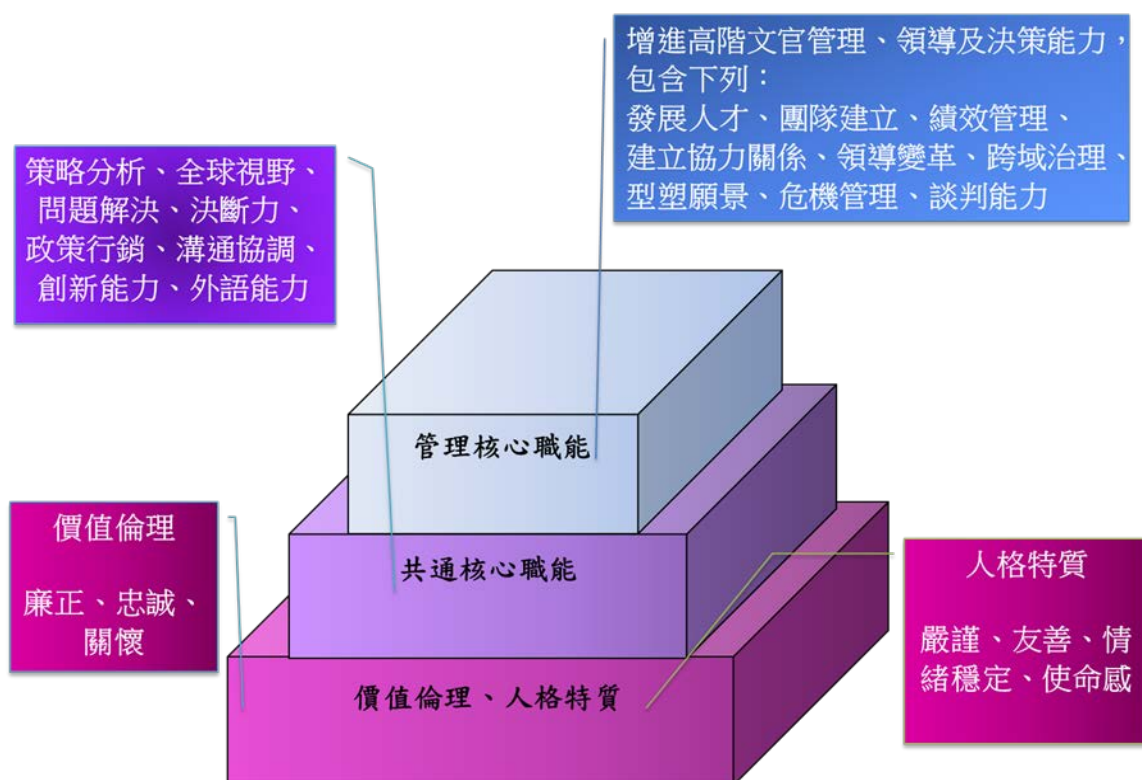 增進高階文官管理、領導及決策能力，
包含下列：
發展人才、團隊建立、績效管理、
建立協力關係、領導變革、跨域治理、
型塑願景、危機管理、談判能力
策略分析、全球視野、
問題解決、決斷力、
政策行銷、溝通協調、
創新能力、外語能力
管理核心職能
價值倫理
廉正、忠誠、
關懷
共通核心職能
人格特質
嚴謹、友善、情
緒穩定、使命感
價值倫理、人格特質